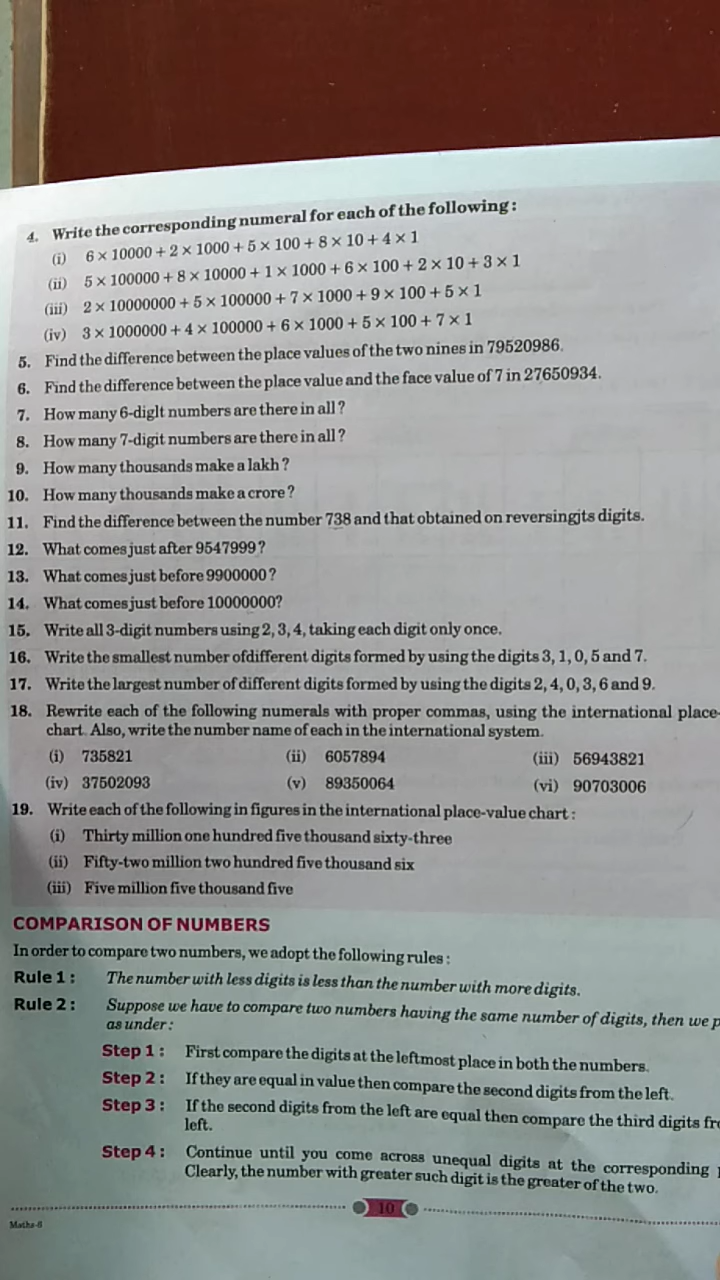 4. Write the corresponding numeral for each of the following:
(i) 6 × 10000 + 2 × 1000 + 5 × 100 + 8 × 10 + 4 × 1
(ii) 5 × 100000 + 8 × 10000 + 1 × 1000 + 6 × 100 + 2 × 10 + 3 × 1
(iii) 2 × 10000000 + 5 × 100000 + 7 × 1000 + 9 × 100 + 5 × 1
(iv) 3 × 1000000 + 4 × 100000 + 6 × 1000 + 5 × 100 + 7 × 1
5. Find the difference between the place values of the two nines in 79520986.
6. Find the difference between the place value and the face value of 7 in 27650934.
7. How many 6-diglt numbers are there in all?
8. How many 7-digit numbers are there in all?
9. How many thousands make a lakh?
10. How many thousands make a crore?
11. Find the difference between the number 738 and that obtained on reversingjts digits.
12. What comes just after 9547999?
13. What comes just before 9900000?
14. What comes just before 10000000?
15. Write all 3-digit numbers using 2, 3, 4, taking each digit only once.
16. Write the smallest number ofdifferent digits formed by using the digits 3, 1, 0, 5 and 7.
17. Write the largest number of different digits formed by using the digits 2, 4, 0, 3, 6 and 9.
18. Rewrite each of the following numerals with proper commas, using the international place-
chart. Also, write the number name of each in the international system.
(i) 735821 (ii) 6057894 (iii) 56943821
(iv) 37502093 (v) 89350064 (vi) 90703006
19. Write each of the following in figures in the international place-value chart:
(i) Thirty million one hundred five thousand sixty-three
(ii) Fifty-two million two hundred five thousand six
(iii) Five million five thousand five
COMPARISON OF NUMBERS
In order to compare two numbers, we adopt the following rules:
Rule 1: The number with less digits is less than the number with more digits.
Rule 2: Suppose we have to compare two numbers having the same number of digits, then we p
as under:
Step 1: First compare the digits at the leftmost place in both the numbers.
Step 2: If they are equal in value then compare the second digits from the left.
Step 3: If the second digits from the left are equal then compare the third digits fr
left.
Step 4: Continue until you come across unequal digits at the corresponding
Clearly, the number with greater such digit is the greater of the two.
10
Maths-6